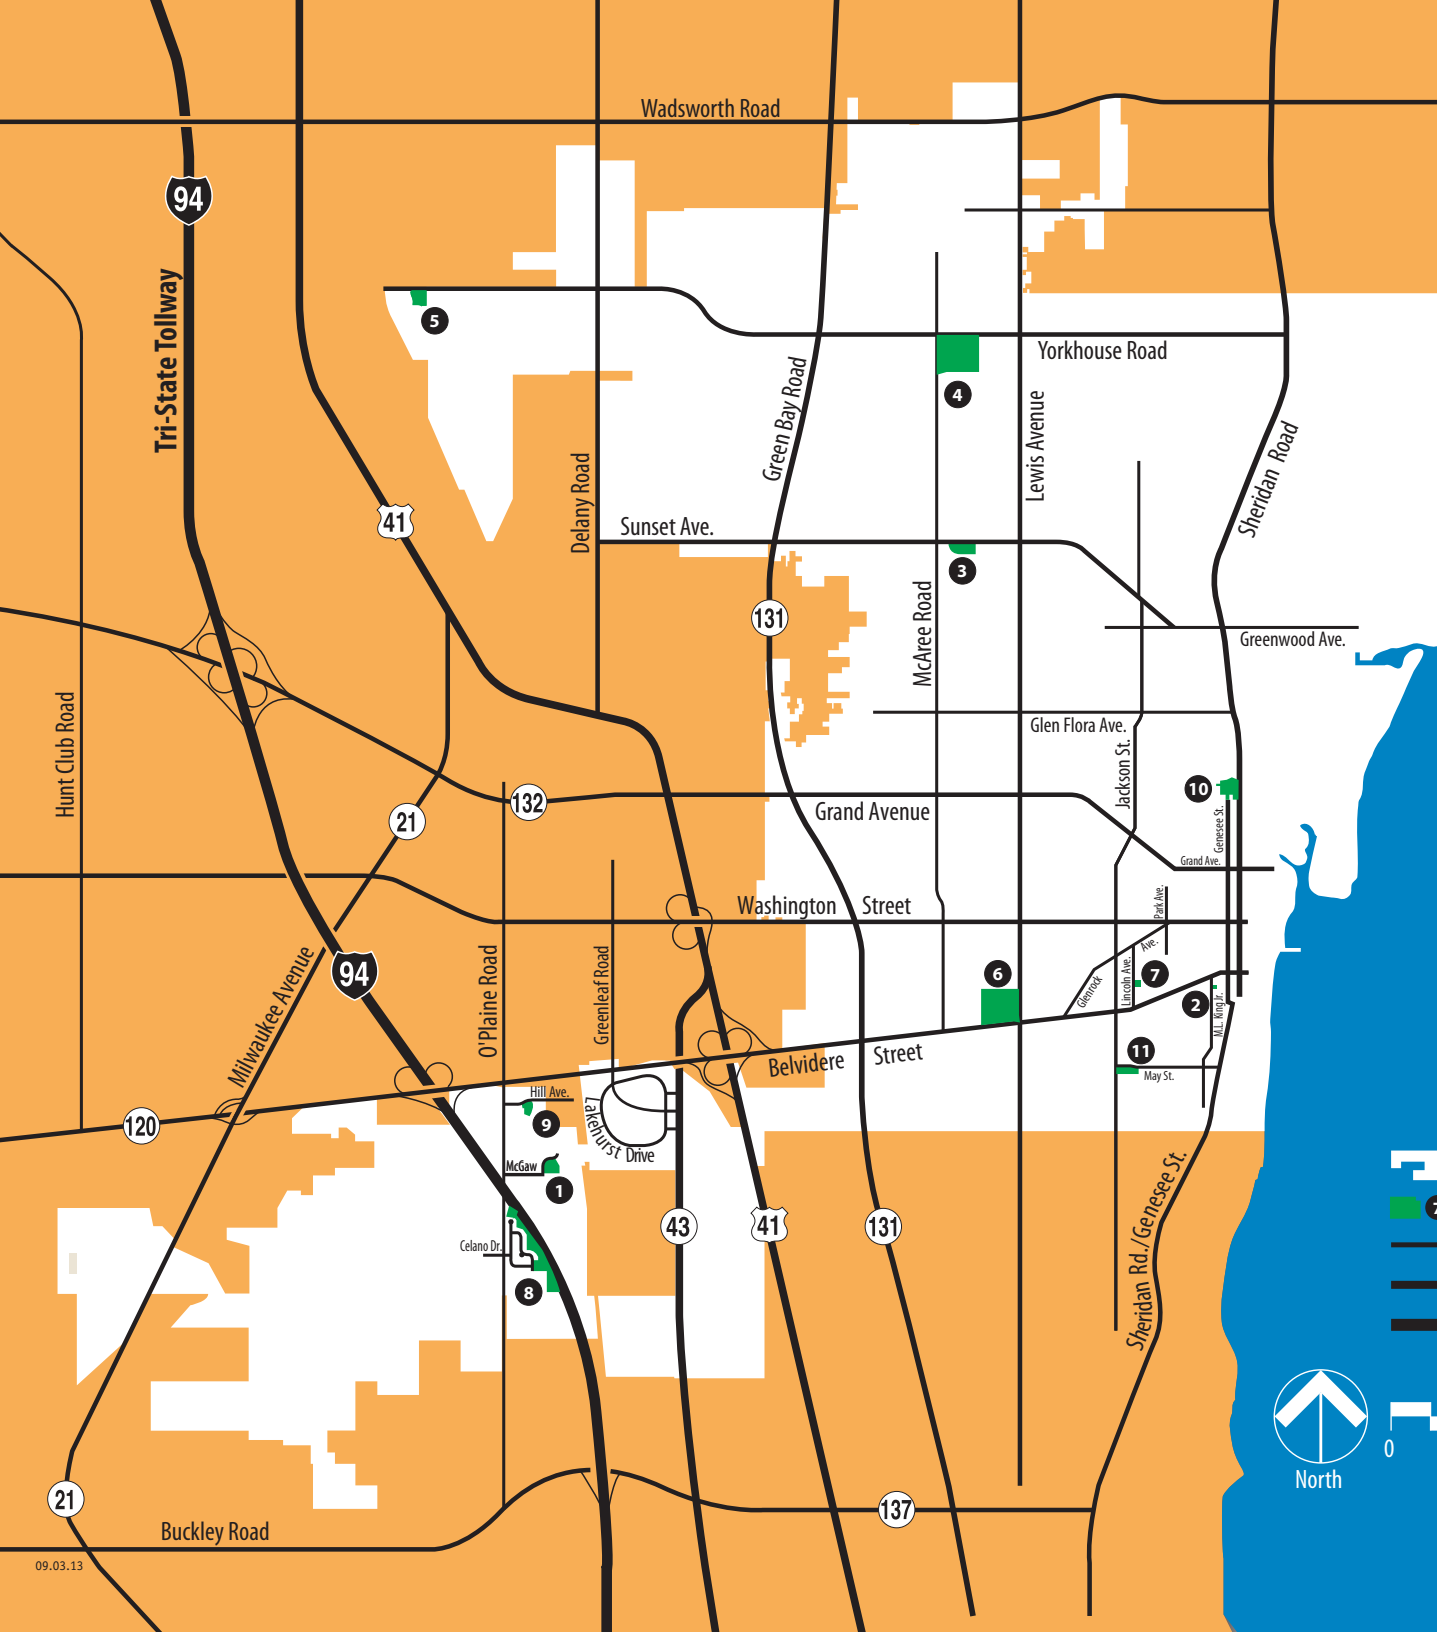 Wadsworth Road
94
Tri-State Tollway
5
Yorkhouse Road
4
Green Bay Road
Lewis Avenue
Sheridan Road
Delany Road
41
Sunset Ave.
3
131
McAree Road
Greenwood Ave.
Hunt Club Road
Glen Flora Ave.
Jackson St.
10
132
21
Grand Avenue
Genesee St.
Grand Ave.
Washington Street
Park Ave.
Milwaukee Avenue
94
O'Plaine Road
Greenleaf Road
6
Glenrock Ave.
Lincoln Ave.
7
2
M.L. King Jr.
Belvidere Street
11
May St.
120
Hill Ave.
9
Lakehurst Drive
McGaw
1
Celano Dr.
8
43
41
131
Sheridan Rd./Genesee St.
7
North
0
21
137
Buckley Road
09.03.13